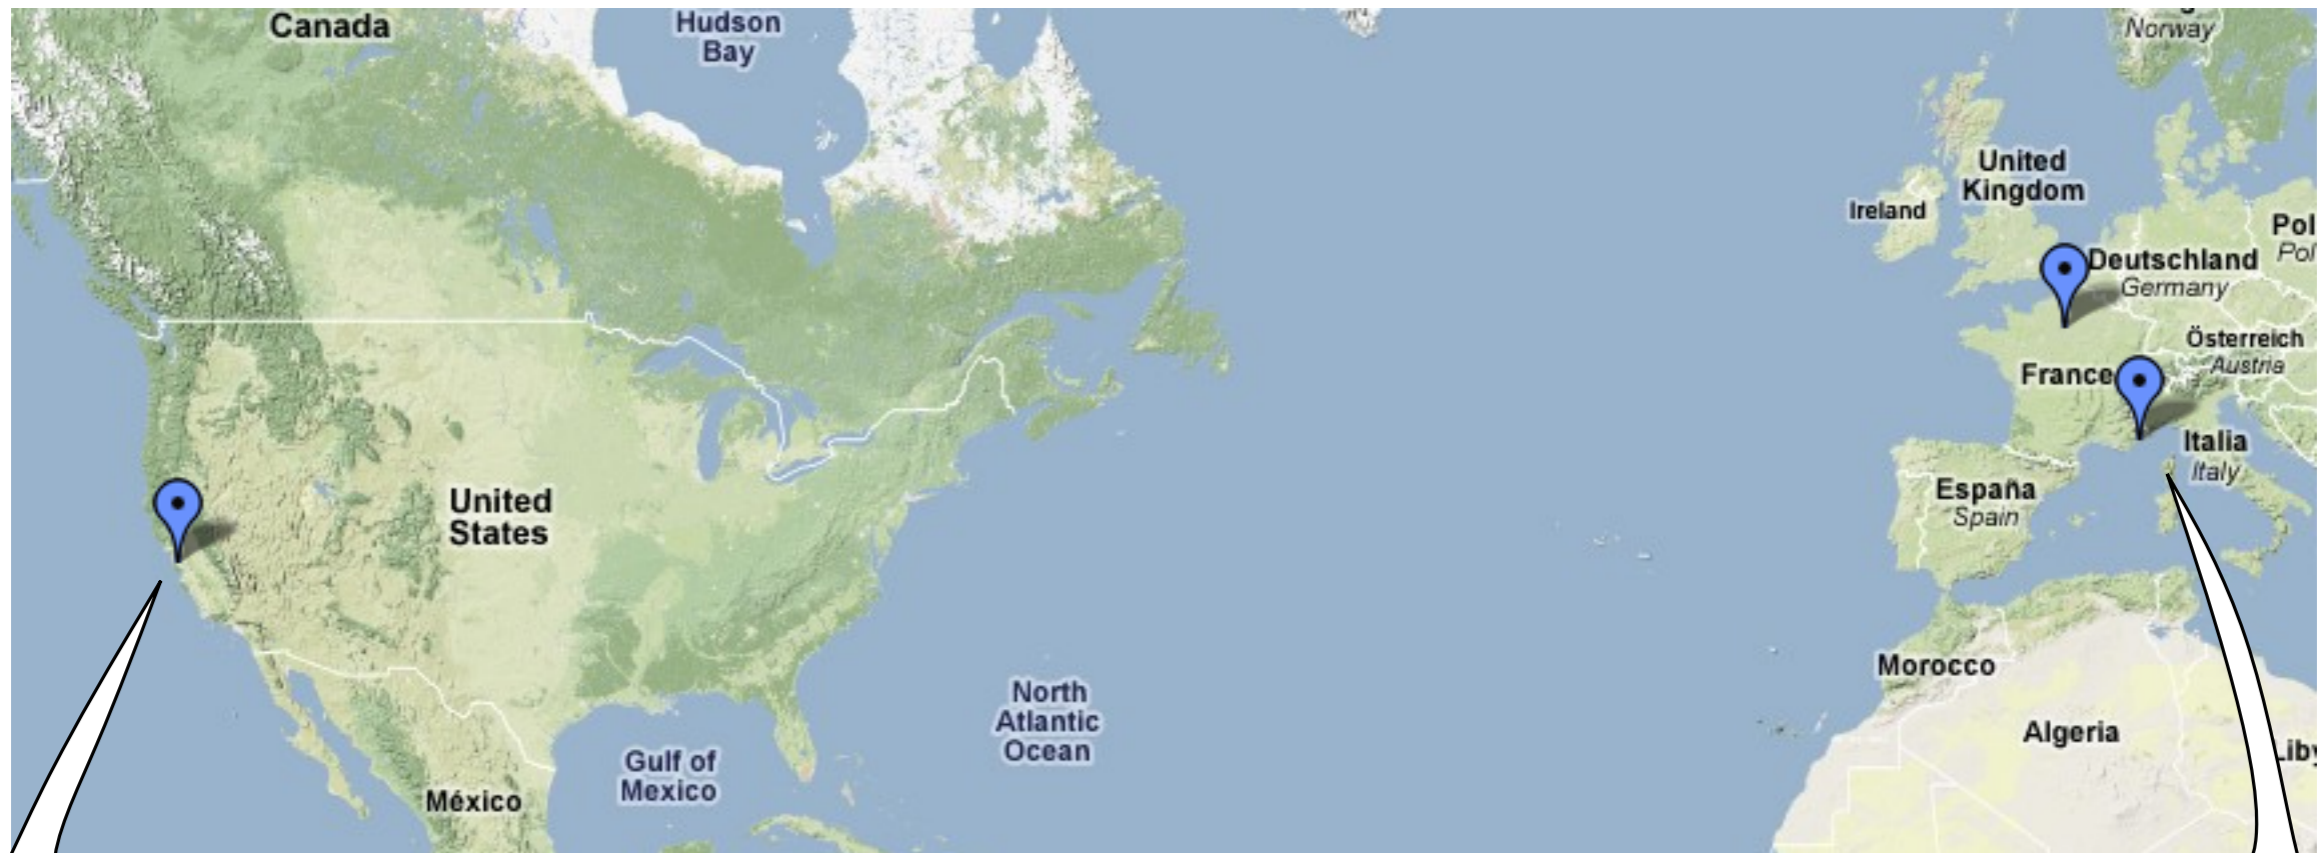 Canada
Hudson
Bay
Norway
United
Kingdom
Ireland
Pol
Pol
Deutschland
Germany
Österreich
Austria
France
Italia
Italy
España
Spain
United
States
Morocco
North
Atlantic
Ocean
Algeria
Liby
Gulf of
Mexico
México